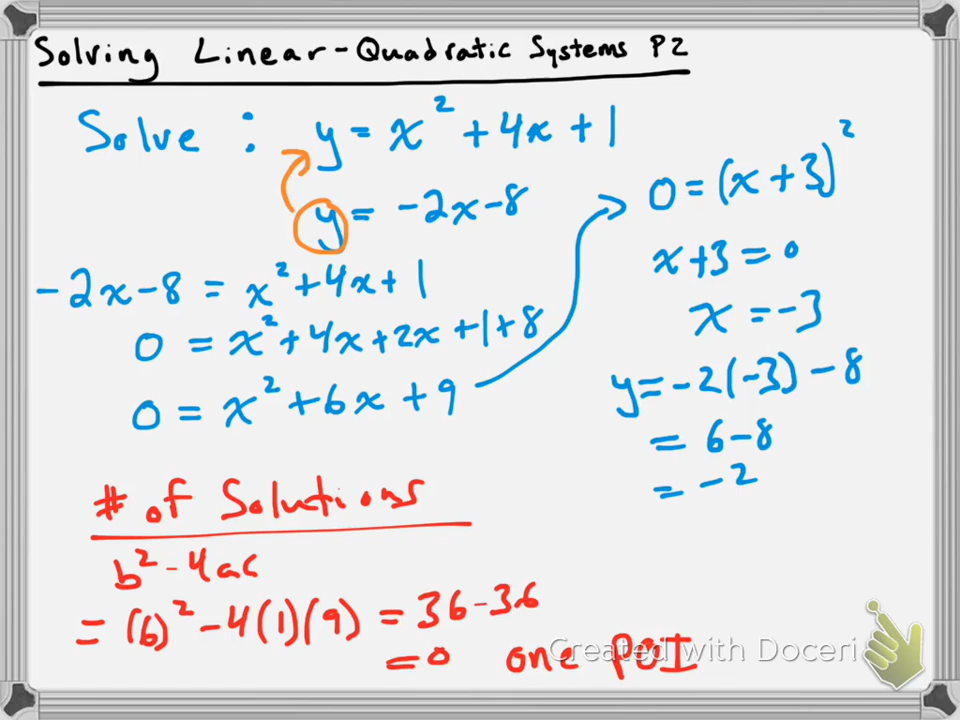 Solving Linear-Quadratic Systems P2
Solve : y = x² + 4x + 1
y = -2x - 8
-2x - 8 = x² + 4x + 1
0 = x² + 4x + 2x + 1 + 8
0 = x² + 6x + 9
0 = (x + 3)²
x + 3 = 0
x = -3
y = -2(-3) - 8
= 6 - 8
= -2
# of Solutions
b² - 4ac
= (6)² - 4(1)(9) = 36 - 36
= 0 one POI
Created with Doceri